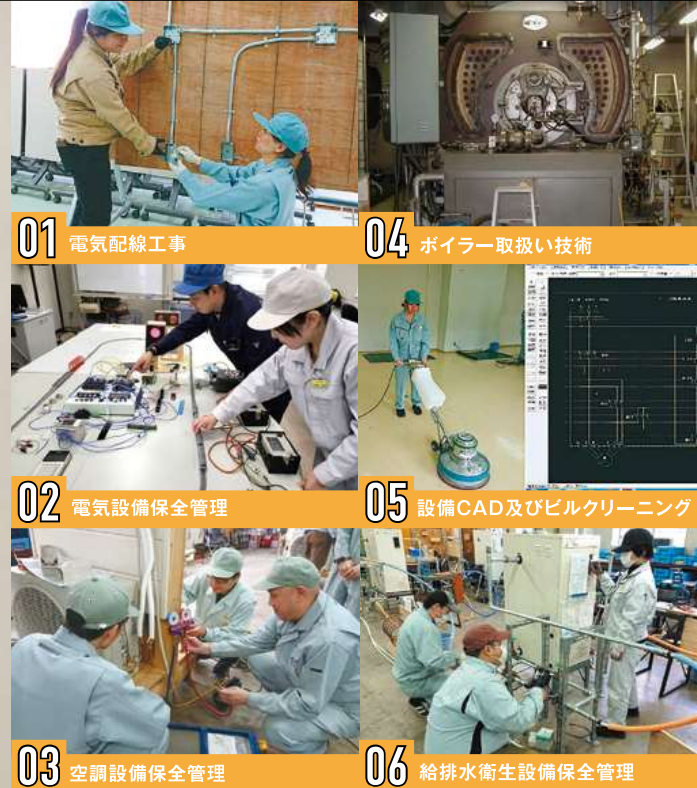 01 電気配線工事
02 電気設備保全管理
03 空調設備保全管理
04 ボイラー取扱い技術
05 設備CAD及びビルクリーニング
06 給排水衛生設備保全管理